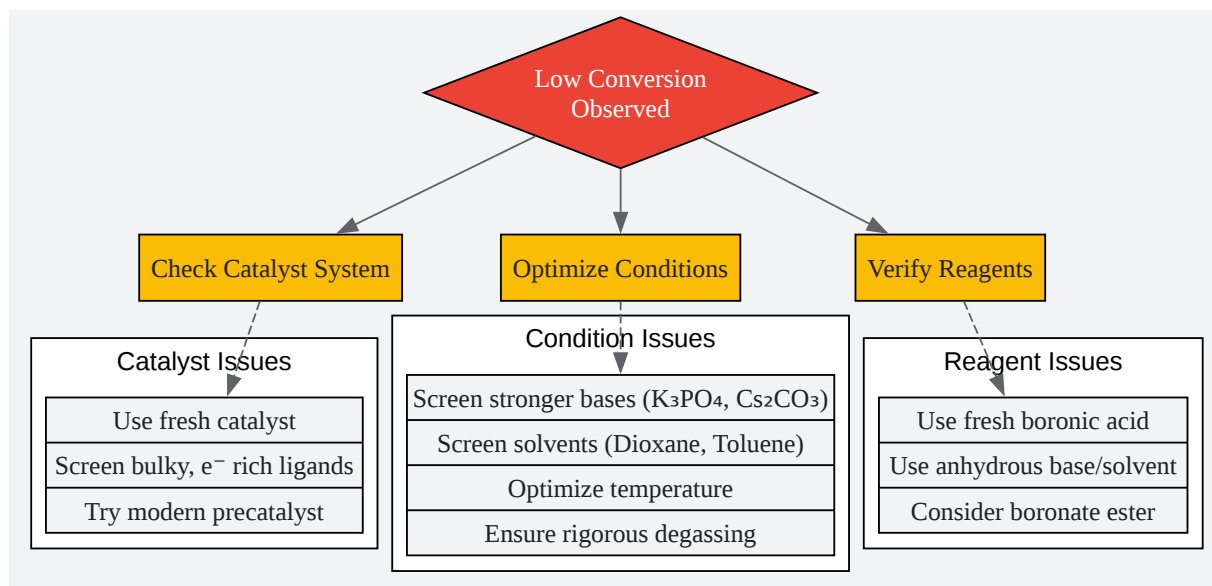 Low Conversion
Observed
Check Catalyst System
Optimize Conditions
Verify Reagents
Catalyst Issues
Use fresh catalyst
Screen bulky, e⁻ rich ligands
Try modern precatalyst
Condition Issues
Screen stronger bases (K₃PO₄, Cs₂CO₃)
Screen solvents (Dioxane, Toluene)
Optimize temperature
Ensure rigorous degassing
Reagent Issues
Use fresh boronic acid
Use anhydrous base/solvent
Consider boronate ester